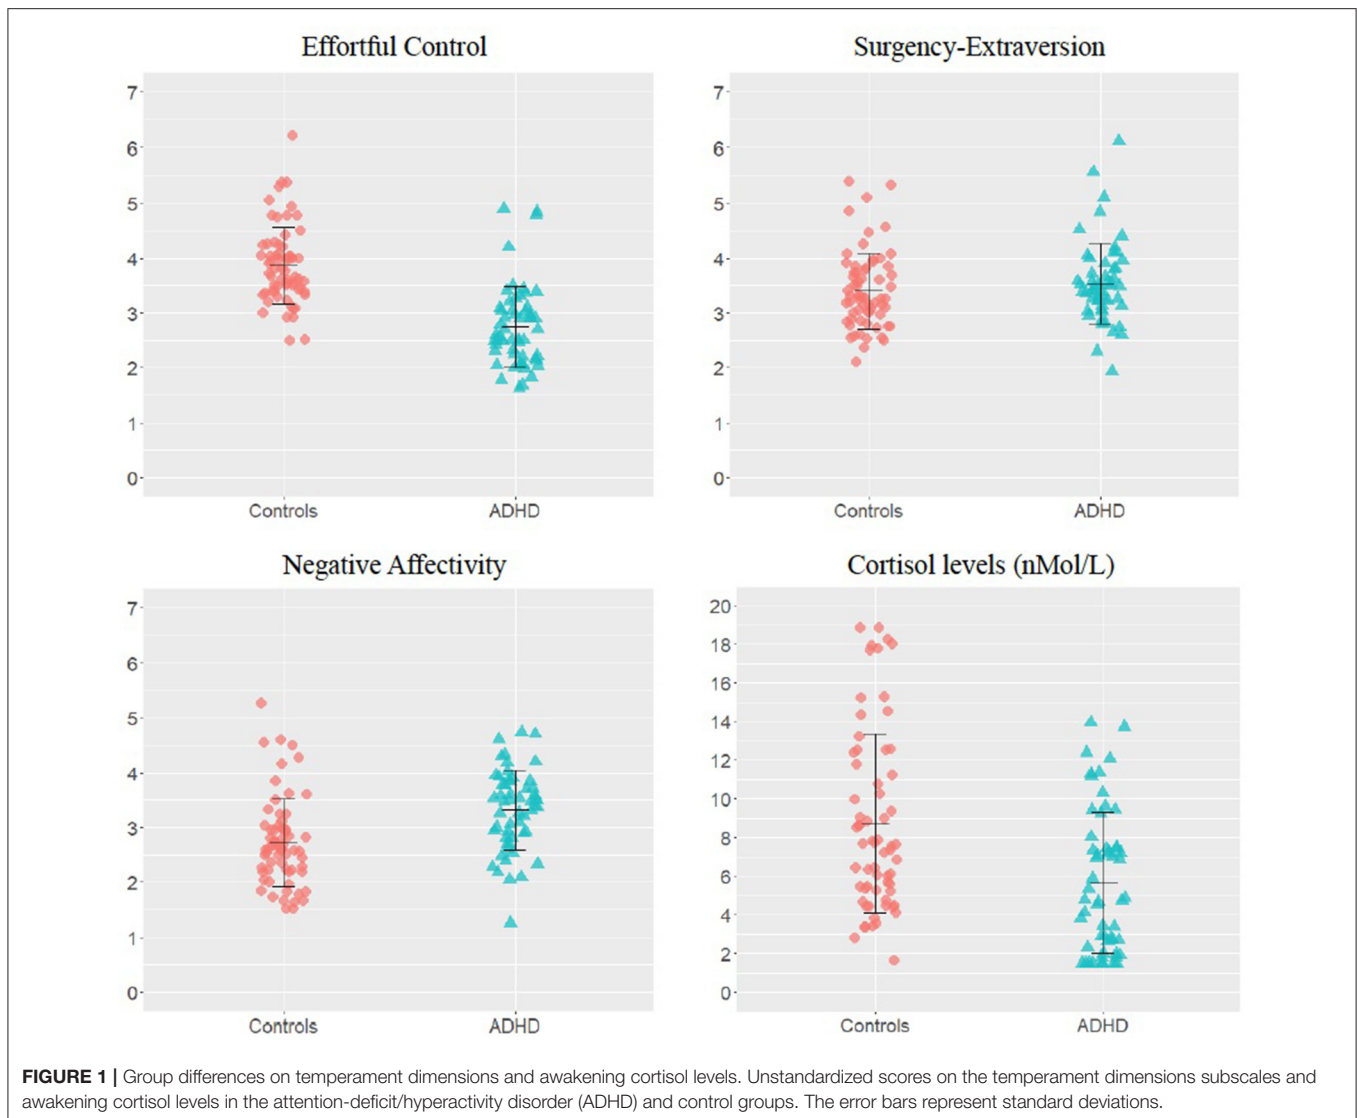 Effortful Control
7
6
5
4
3
2
1
0
Controls
ADHD
Surgency-Extraversion
7
6
5
4
3
2
1
0
Controls
ADHD
Negative Affectivity
7
6
5
4
3
2
1
0
Controls
ADHD
Cortisol levels (nMol/L)
20
18
16
14
12
10
8
6
4
2
0
Controls
ADHD
FIGURE 1 | Group differences on temperament dimensions and awakening cortisol levels. Unstandardized scores on the temperament dimensions subscales and
awakening cortisol levels in the attention-deficit/hyperactivity disorder (ADHD) and control groups. The error bars represent standard deviations.